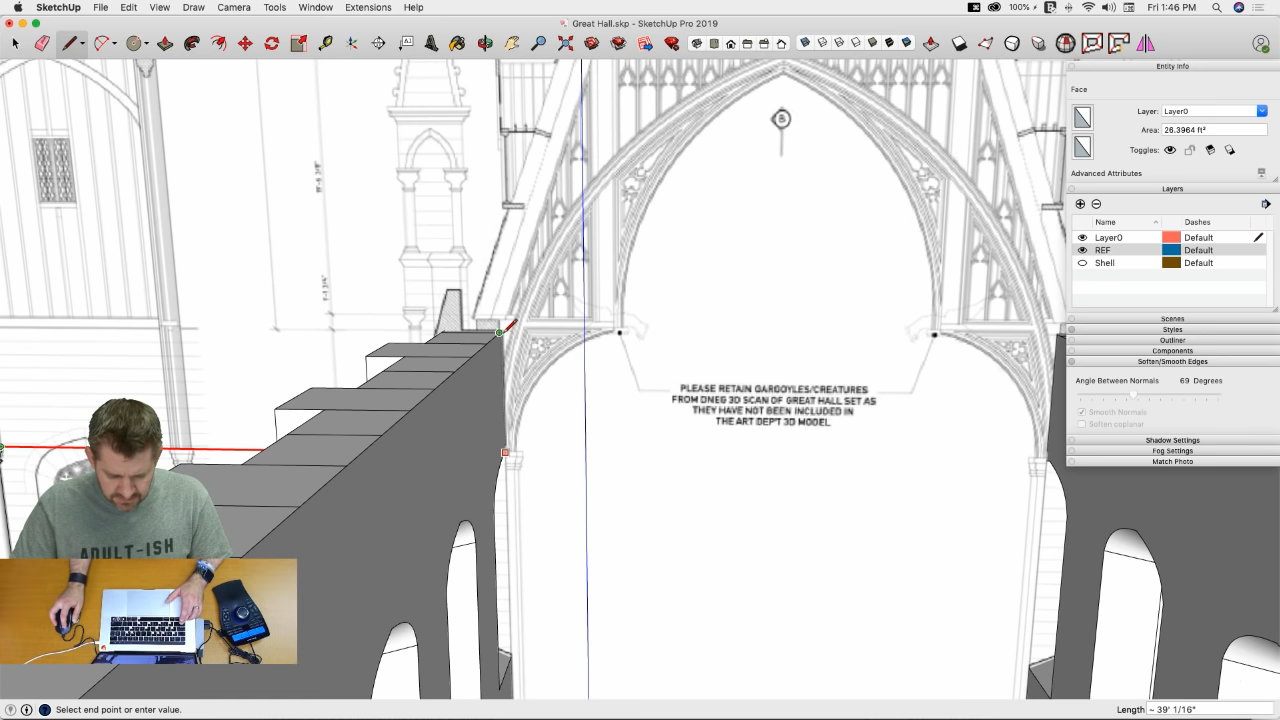 SketchUp File Edit View Draw Camera Tools Window Extensions Help
100% Fri 1:46 PM
Great Hall.skp - SketchUp Pro 2019
Entity Info
Face
Layer: Layer0
Area: 26.3964 ft²
Toggles:
Advanced Attributes
Layers
Name Dashes
Layer0 Default
REF Default
Shell Default
Scenes
Styles
Outliner
Components
Soften/Smooth Edges
Angle Between Normals 69 Degrees
Smooth Normals
Soften coplanar
Shadow Settings
Fog Settings
Match Photo
PLEASE RETAIN GARGOYLES/CREATURES
FROM DNEG 3D SCAN OF GREAT HALL SET AS
THEY HAVE NOT BEEN INCLUDED IN
THE ART DEP'T 3D MODEL
ADULT-ISH
Select end point or enter value.
Length ~ 39' 1/16"